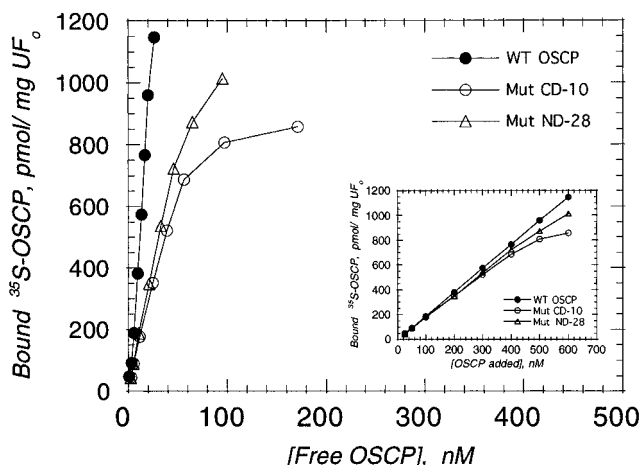 1200
1000
800
600
400
200
0
Bound ³⁵S-OSCP, pmol/ mg UFₒ
WT OSCP
Mut CD-10
Mut ND-28
0 100 200 300 400 500
[Free OSCP], nM
1200
1000
800
600
400
200
0
Bound ³⁵S-OSCP, pmol/ mg UFₒ
WT OSCP
Mut CD-10
Mut ND-28
0 100 200 300 400 500 600 700
[OSCP added], nM